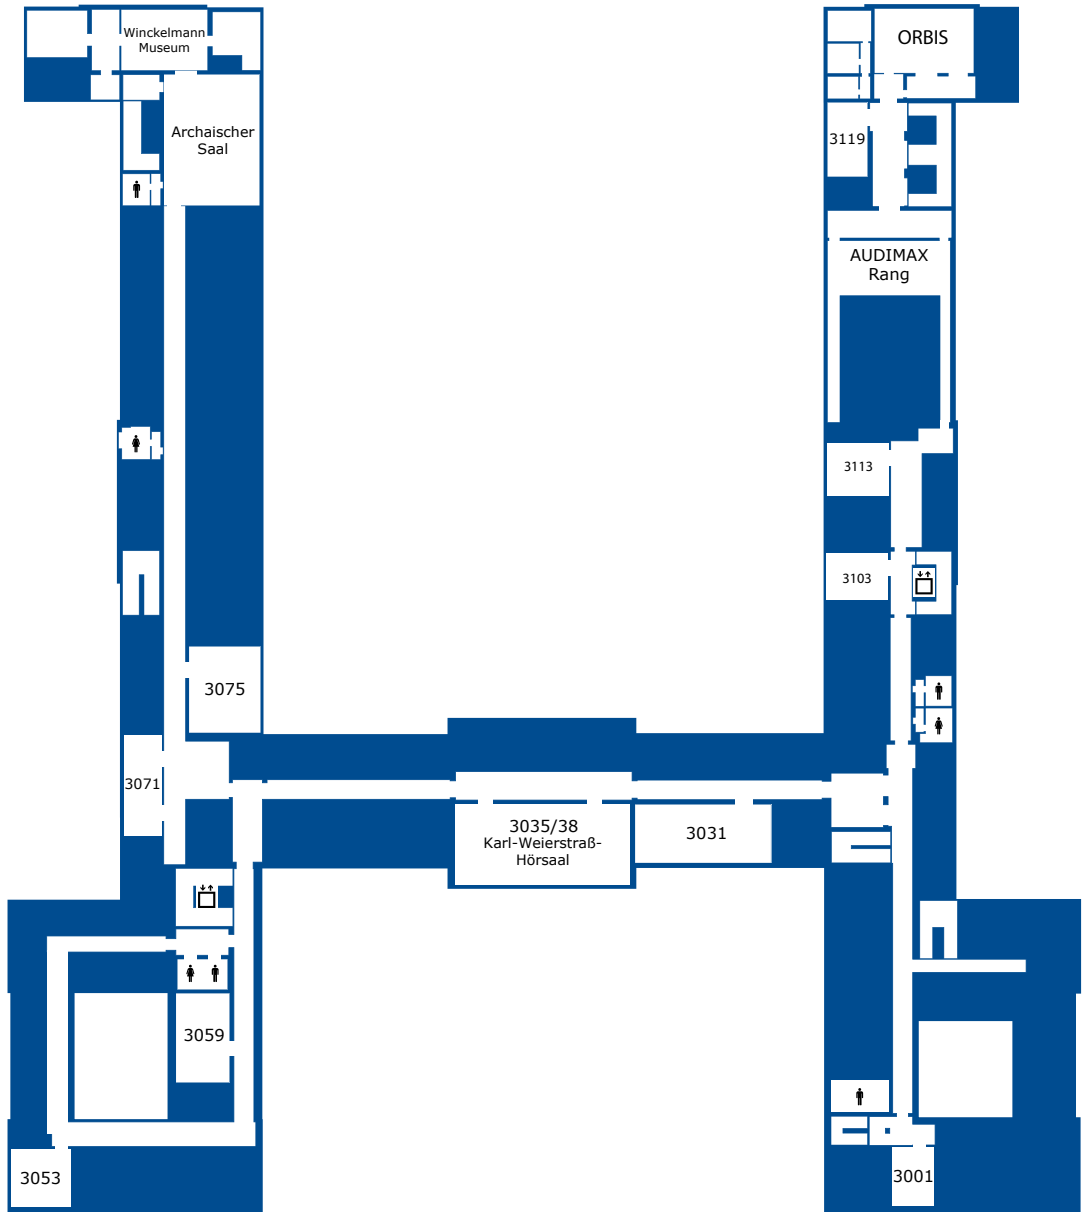 Winckelmann
Museum
ORBIS
Archaischer
Saal
3119
AUDIMAX
Rang
3113
3103
3075
3071
3035/38
Karl-Weierstraß-
Hörsaal
3031
3059
3053
3001